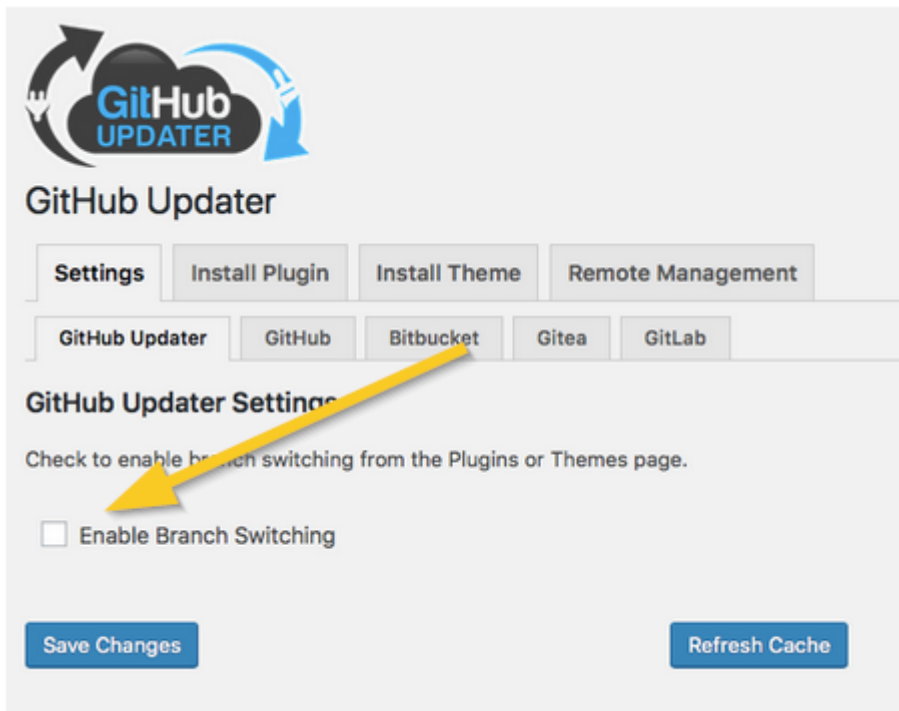 GitHub
UPDATER
GitHub Updater
Settings Install Plugin Install Theme Remote Management
GitHub Updater GitHub Bitbucket Gitea GitLab
GitHub Updater Settings
Check to enable branch switching from the Plugins or Themes page.
Enable Branch Switching
Save Changes Refresh Cache